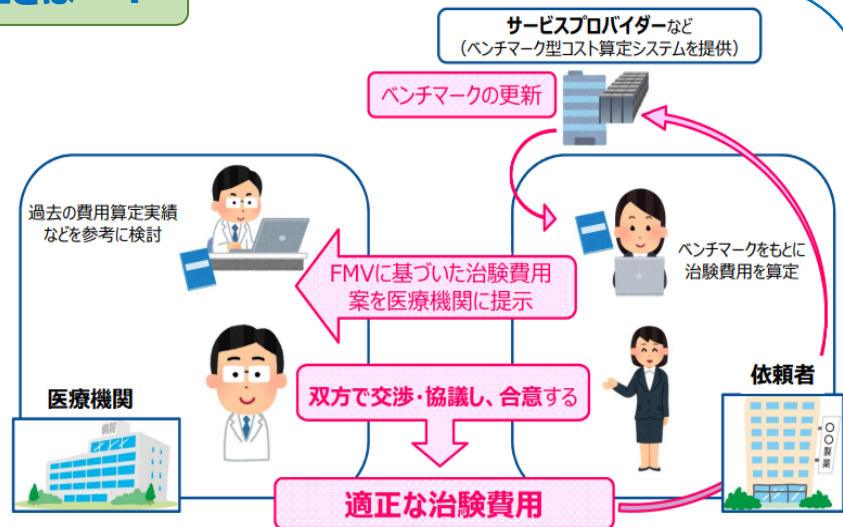 サービスプロバイダーなど
（ベンチマーク型コスト算定システムを提供）
ベンチマークの更新
過去の費用算定実績
などを参考に検討
ベンチマークをもとに
治験費用を算定
FMVに基づいた治験費用
案を医療機関に提示
医療機関
病院
双方で交渉・協議し、合意する
依頼者
〇〇製薬
適正な治験費用